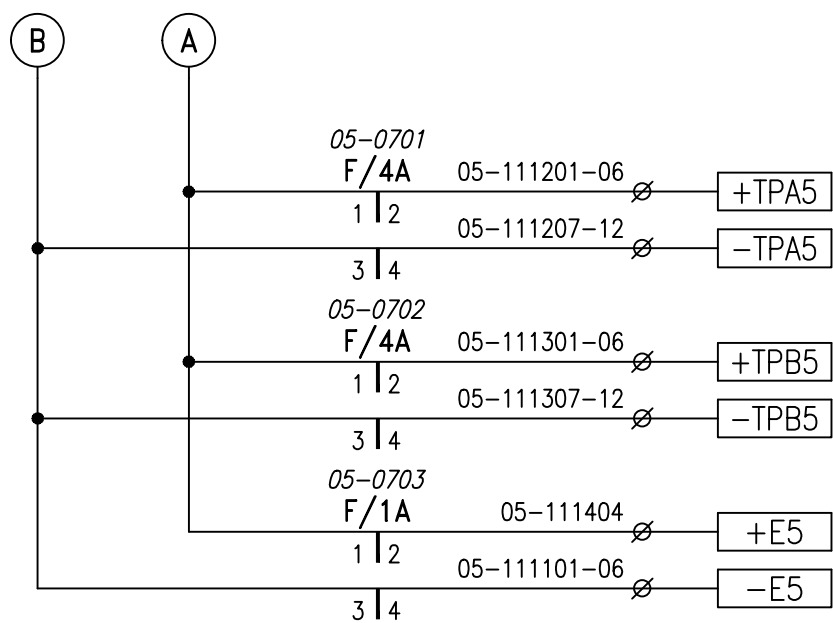 B A
05-0701
F/4A 05-111201-06 +TPA5
1 2
05-111207-12 -TPA5
3 4
05-0702
F/4A 05-111301-06 +TPB5
1 2
05-111307-12 -TPB5
3 4
05-0703
F/1A 05-111404 +E5
1 2
05-111101-06 -E5
3 4